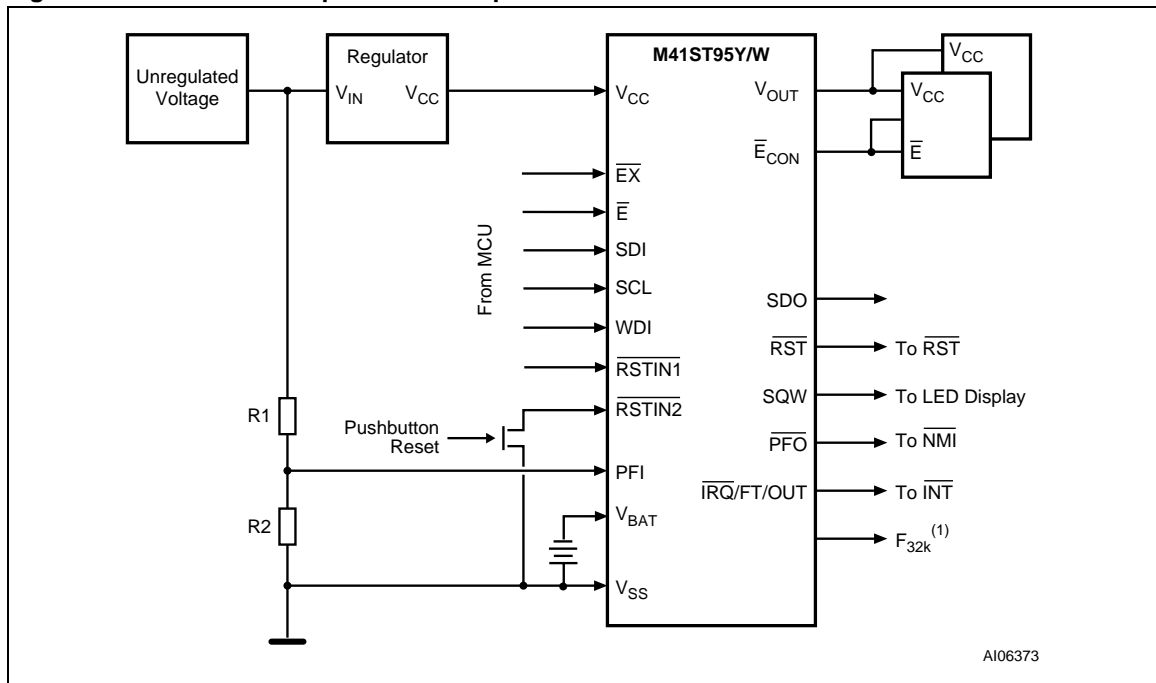 Unregulated
Voltage
Regulator
VIN
VCC
M41ST95Y/W
VCC
EX
E
SDI
SCL
WDI
RSTIN1
RSTIN2
PFI
VBAT
VSS
VOUT
ECON
SDO
RST
SQW
PFO
IRQ/FT/OUT
VCC
VCC
E
From MCU
To RST
To LED Display
To NMI
To INT
F32k(1)
R1
Pushbutton
Reset
R2
AI06373